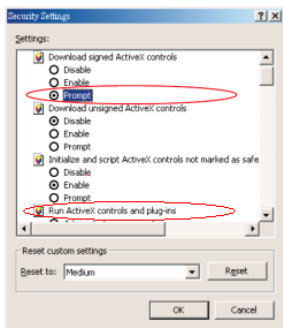 Security Settings
Settings:
Download signed ActiveX controls
Disable
Enable
Prompt
Download unsigned ActiveX controls
Disable
Enable
Prompt
Initialize and script ActiveX controls not marked as safe
Disable
Enable
Prompt
Run ActiveX controls and plug-ins
Reset custom settings
Reset to:
Medium
Reset
OK
Cancel